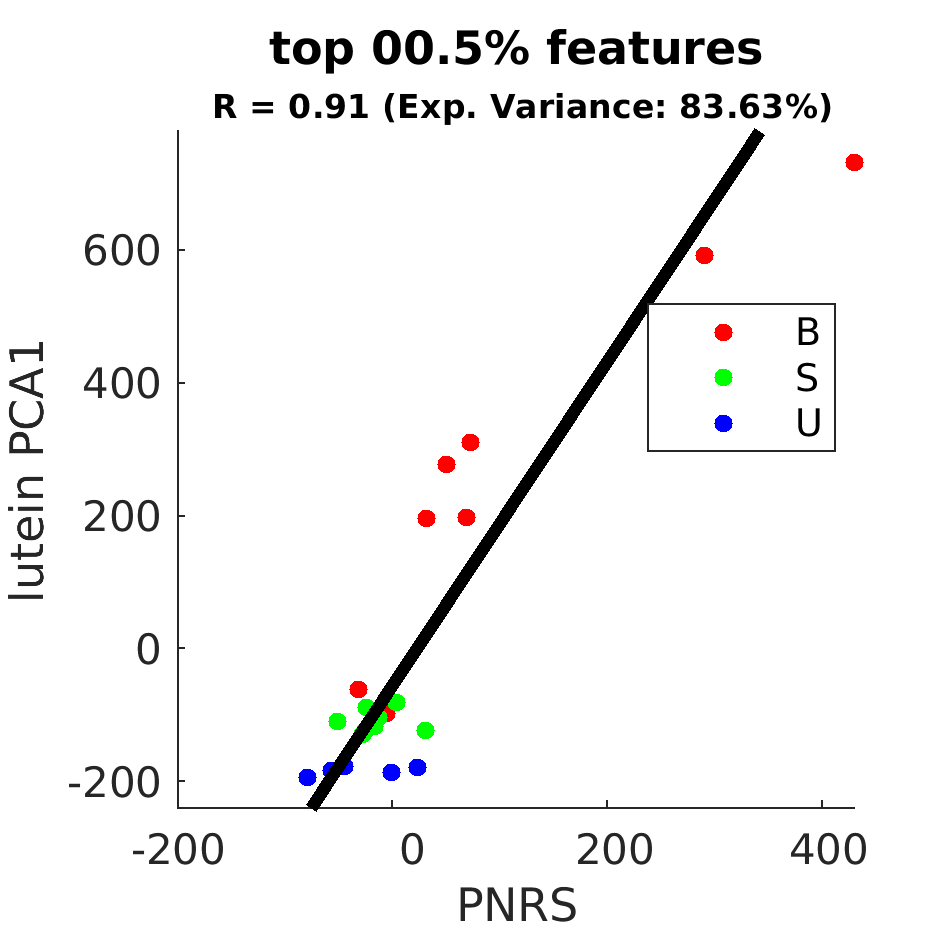 top 00.5% features
R = 0.91 (Exp. Variance: 83.63%)
lutein PCA1
600
400
200
0
-200
B
S
U
-200
0
200
400
PNRS